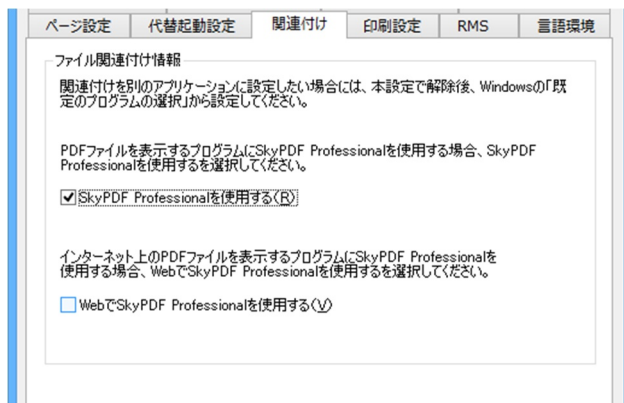 ページ設定 代替起動設定 関連付け 印刷設定 RMS 言語環境
ファイル関連付け情報
関連付けを別のアプリケーションに設定したい場合には、本設定で解除後、Windowsの「既
定のプログラムの選択」から設定してください。
PDFファイルを表示するプログラムにSkyPDF Professionalを使用する場合、SkyPDF
Professionalを使用するを選択してください。
SkyPDF Professionalを使用する(R)
インターネット上のPDFファイルを表示するプログラムにSkyPDF Professionalを
使用する場合、WebでSkyPDF Professionalを使用するを選択してください。
WebでSkyPDF Professionalを使用する(V)